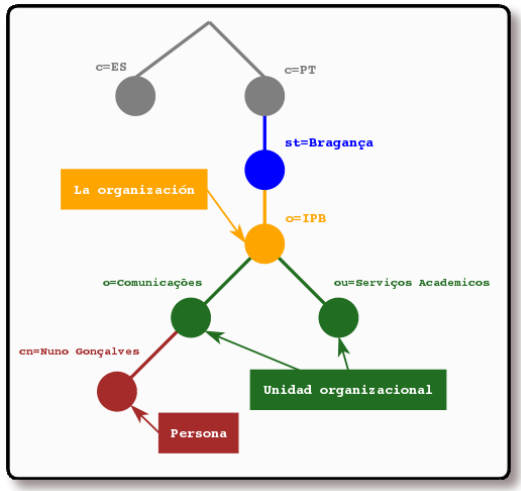 c=ES
c=PT
st=Bragança
La organización
o=IPB
o=Comunicações
ou=Serviços Academicos
cn=Nuno Gonçalves
Unidad organizacional
Persona